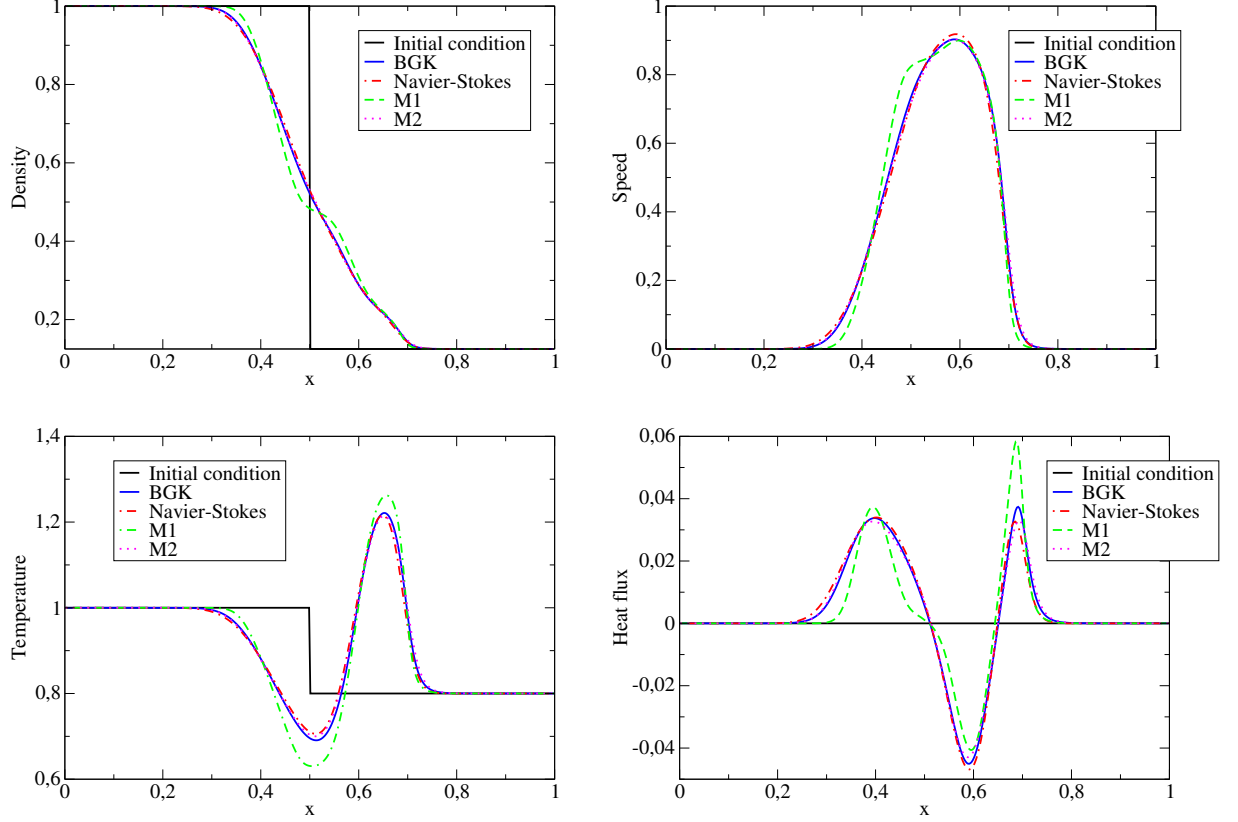 1
0,8
0,6
0,4
0,2
Density
0
0,2
0,4
0,6
0,8
1
x
Initial condition
BGK
Navier-Stokes
M1
M2
1
0,8
0,6
0,4
0,2
0
Speed
0
0,2
0,4
0,6
0,8
1
x
Initial condition
BGK
Navier-Stokes
M1
M2
1,4
1,2
1
0,8
0,6
Temperature
0
0,2
0,4
0,6
0,8
1
x
Initial condition
BGK
Navier-Stokes
M1
M2
0,06
0,04
0,02
0
-0,02
-0,04
Heat flux
0
0,2
0,4
0,6
0,8
1
x
Initial condition
BGK
Navier-Stokes
M1
M2